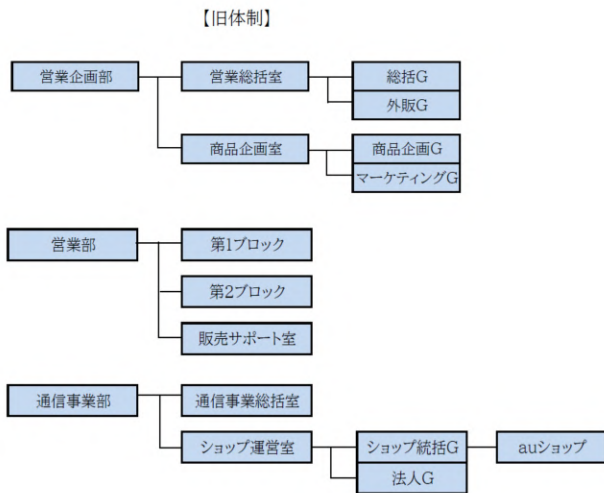 【旧体制】
営業企画部
営業総括室
総括G
外販G
商品企画室
商品企画G
マーケティングG
営業部
第1ブロック
第2ブロック
販売サポート室
通信事業部
通信事業総括室
ショップ運営室
ショップ統括G
auショップ
法人G